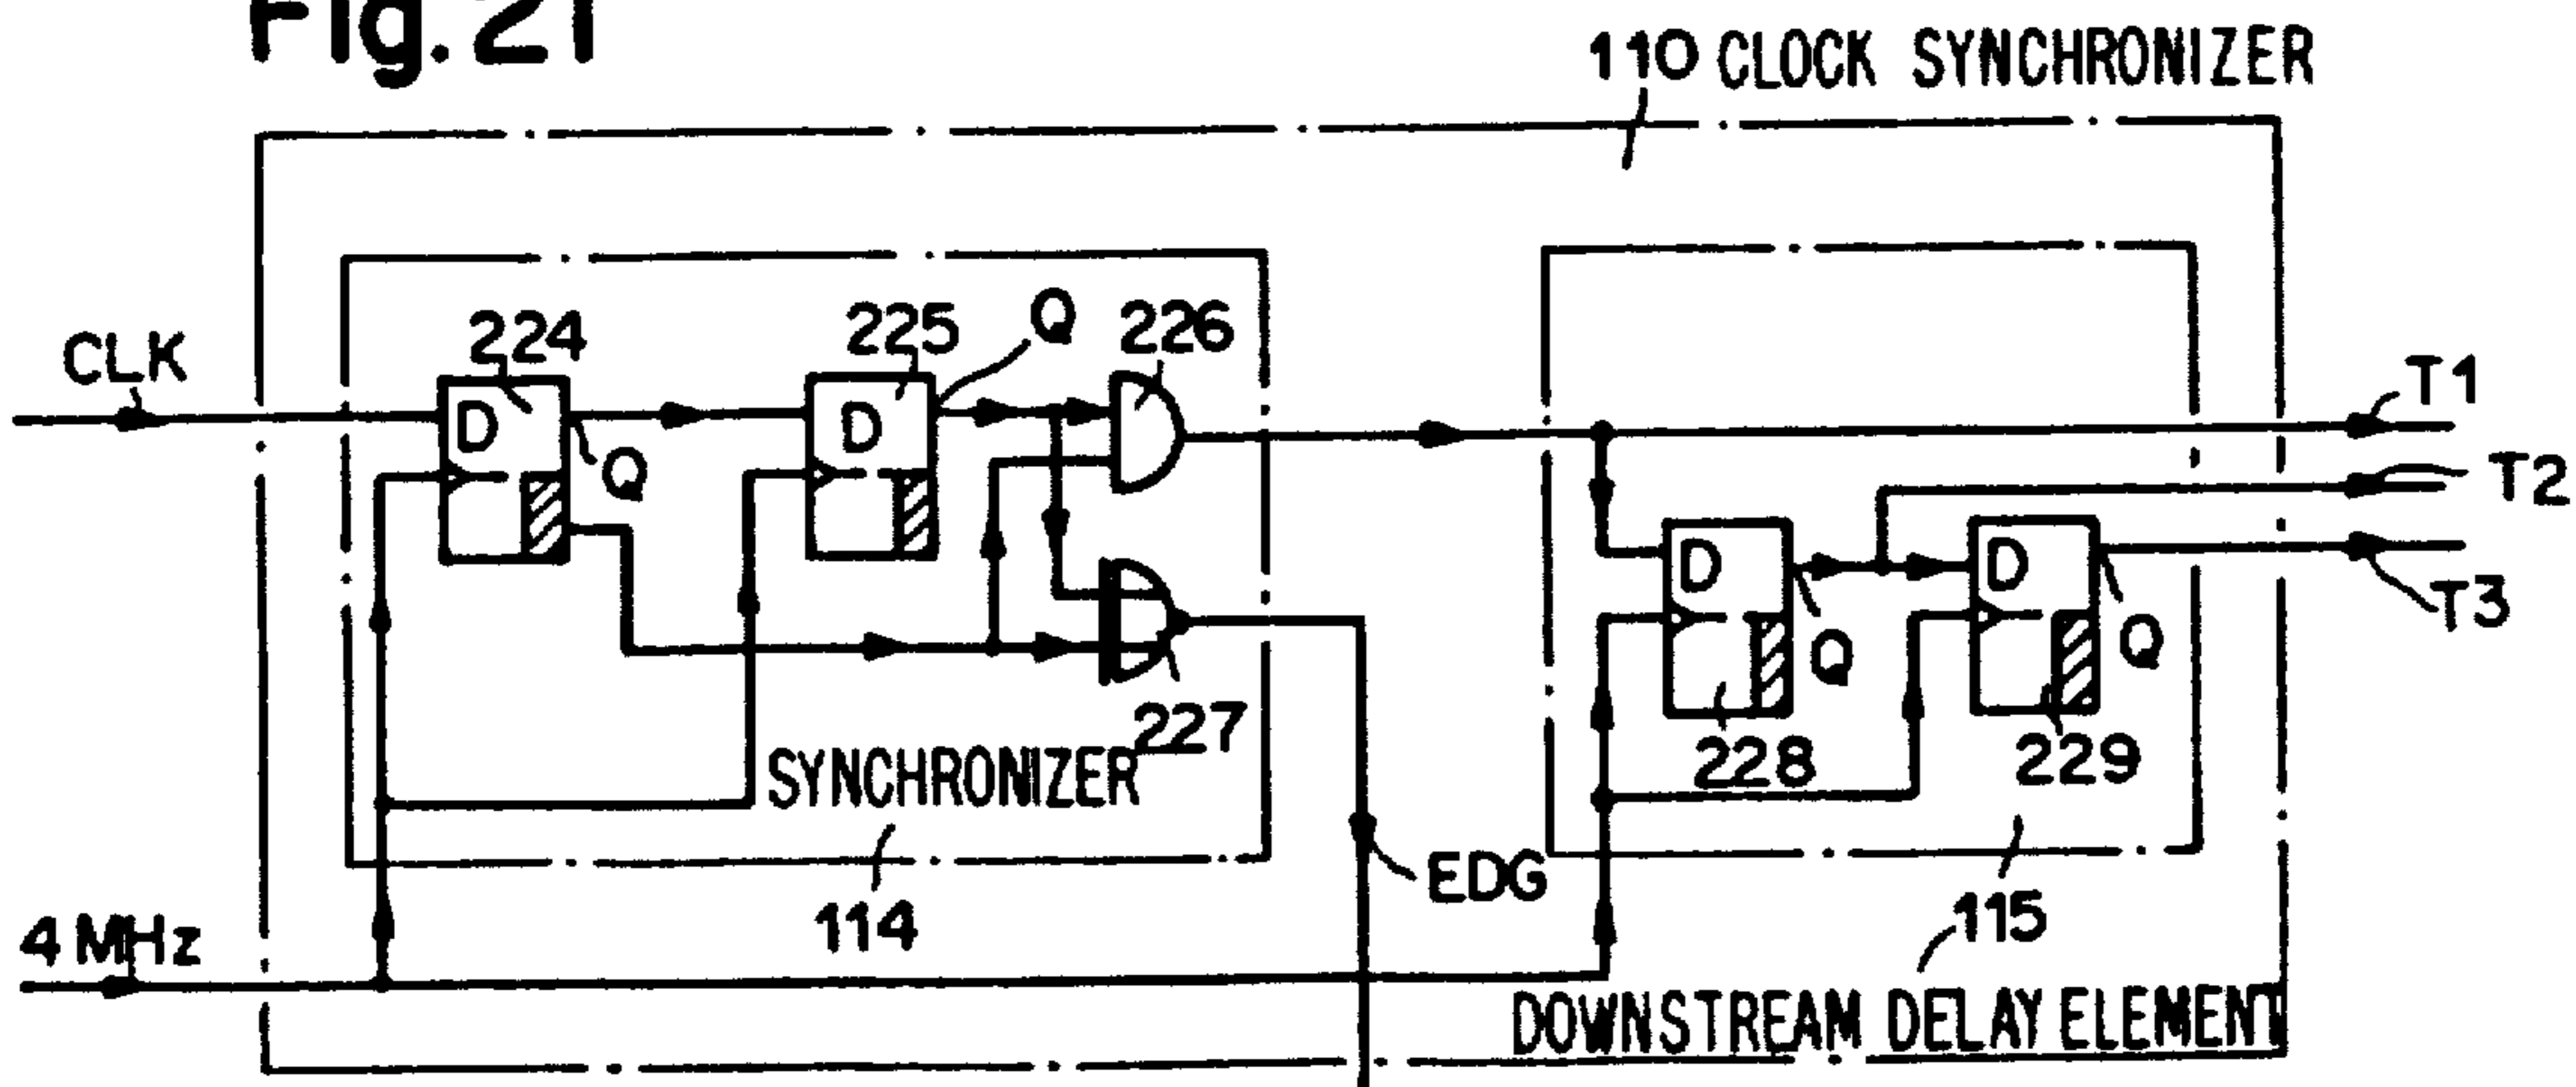 Fig. 21
110 CLOCK SYNCHRONIZER
CLK
224
225
Q
226
T1
D
D
Q
T2
D
D
T3
Q
Q
227
228
229
SYNCHRONIZER
EDG
114
115
4 MHz
DOWNSTREAM DELAY ELEMENT